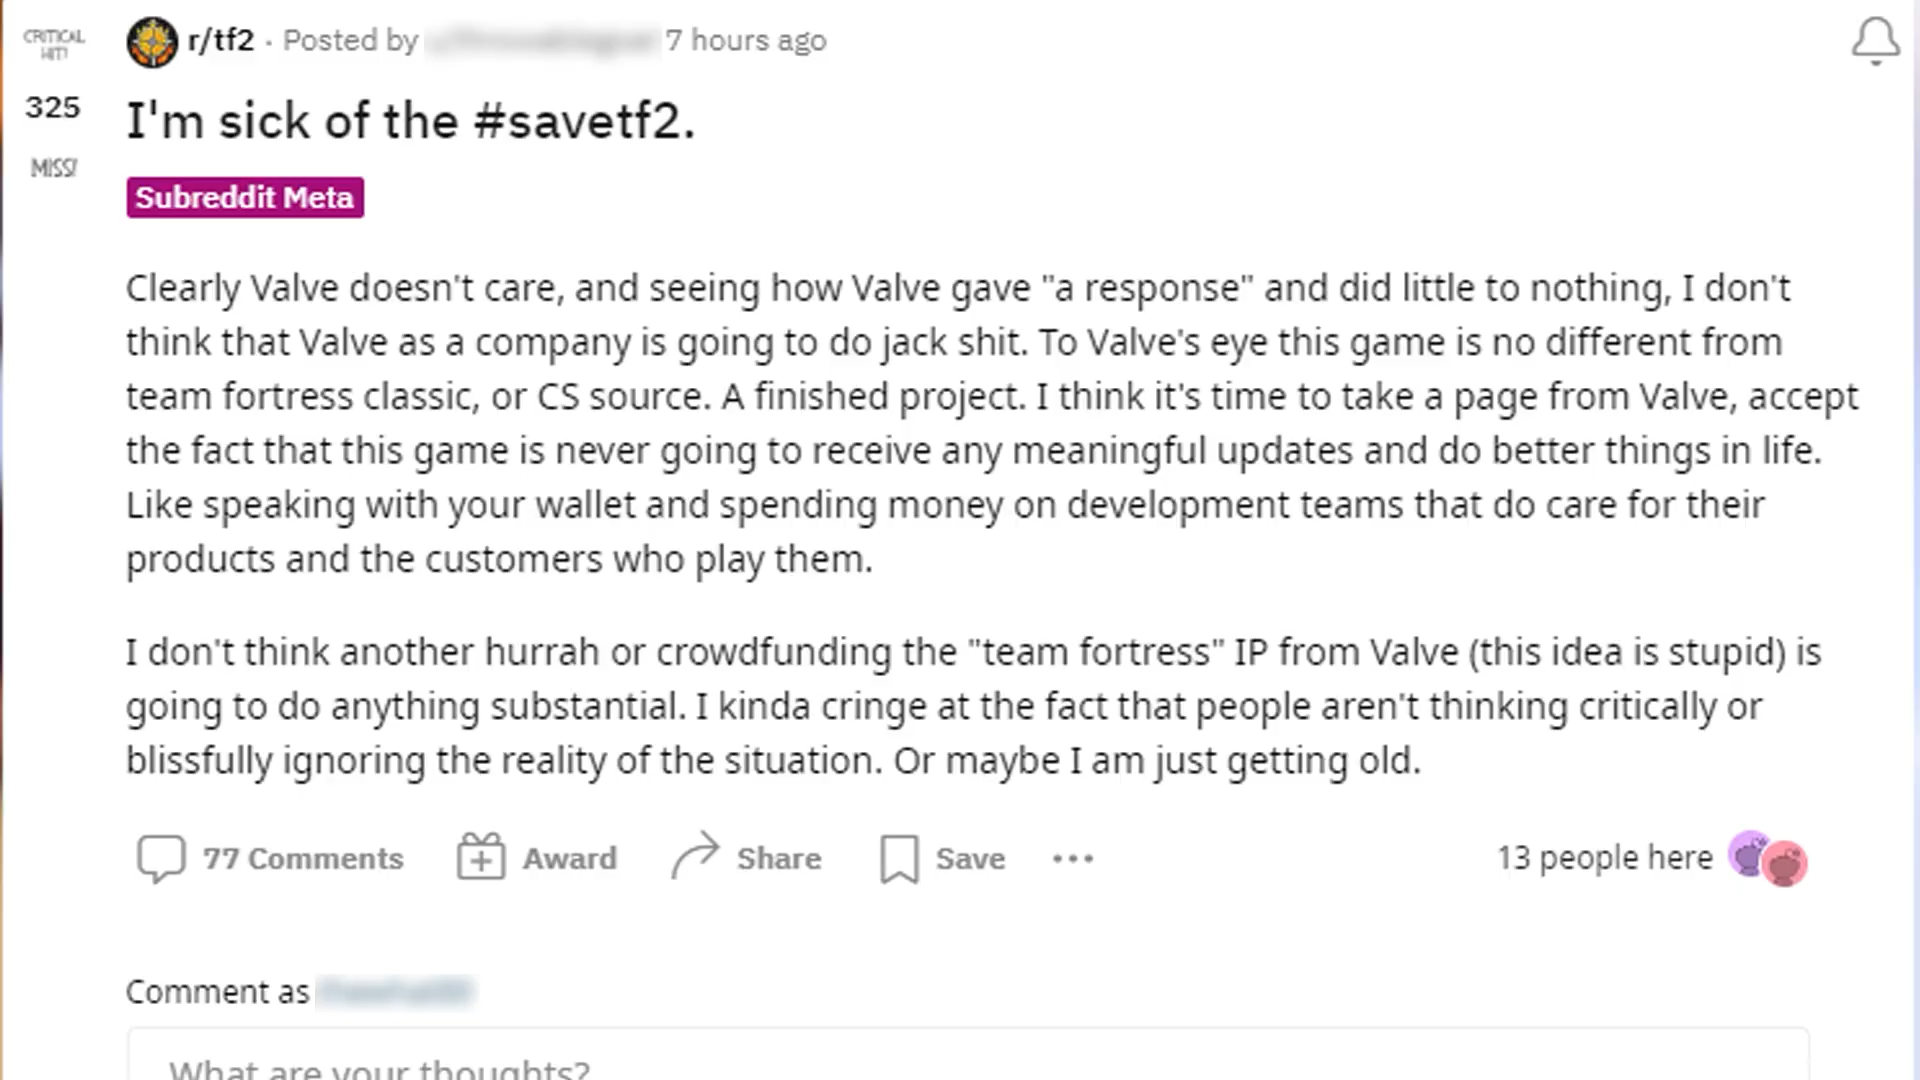 CRITICAL
HIT!
r/tf2 · Posted by 7 hours ago
325
I'm sick of the #savetf2.
MISS!
Subreddit Meta
Clearly Valve doesn't care, and seeing how Valve gave "a response" and did little to nothing, I don't
think that Valve as a company is going to do jack shit. To Valve's eye this game is no different from
team fortress classic, or CS source. A finished project. I think it's time to take a page from Valve, accept
the fact that this game is never going to receive any meaningful updates and do better things in life.
Like speaking with your wallet and spending money on development teams that do care for their
products and the customers who play them.
I don't think another hurrah or crowdfunding the "team fortress" IP from Valve (this idea is stupid) is
going to do anything substantial. I kinda cringe at the fact that people aren't thinking critically or
blissfully ignoring the reality of the situation. Or maybe I am just getting old.
77 Comments Award Share Save ••• 13 people here
Comment as
What are your thoughts?